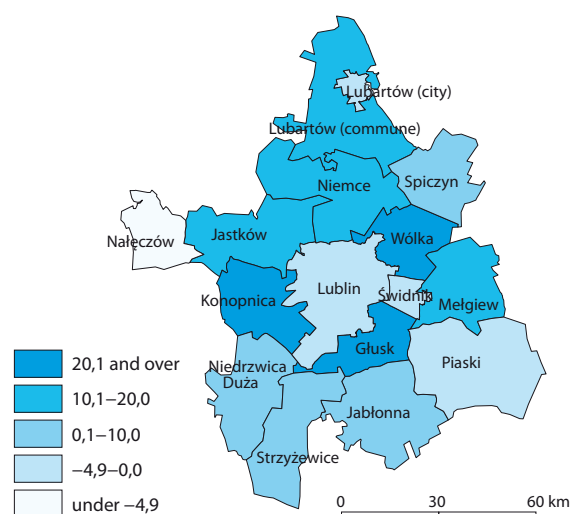 Lubartów (city)
Lubartów (commune)
Spiczyn
Niemce
Nałęczów
Jastków
Wólka
Konopnica
Lublin
Świdnik
Mełgiew
Głusk
Niedrzwica
Duża
Piaski
Jabłonna
Strzyżewice
20,1 and over
10,1–20,0
0,1–10,0
–4,9–0,0
under –4,9
0 30 60 km